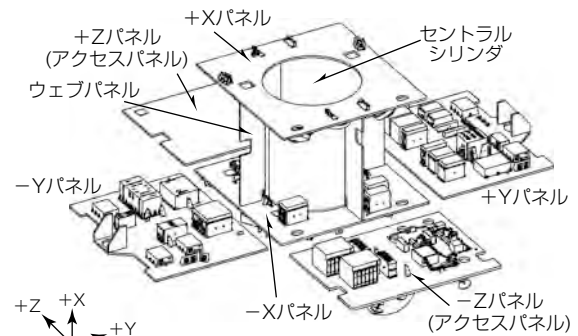 +Xパネル
+Zパネル
(アクセスパネル)
セントラル
シリンダ
ウェブパネル
−Yパネル
+Yパネル
−Xパネル
−Zパネル
(アクセスパネル)
+Z
+X
+Y